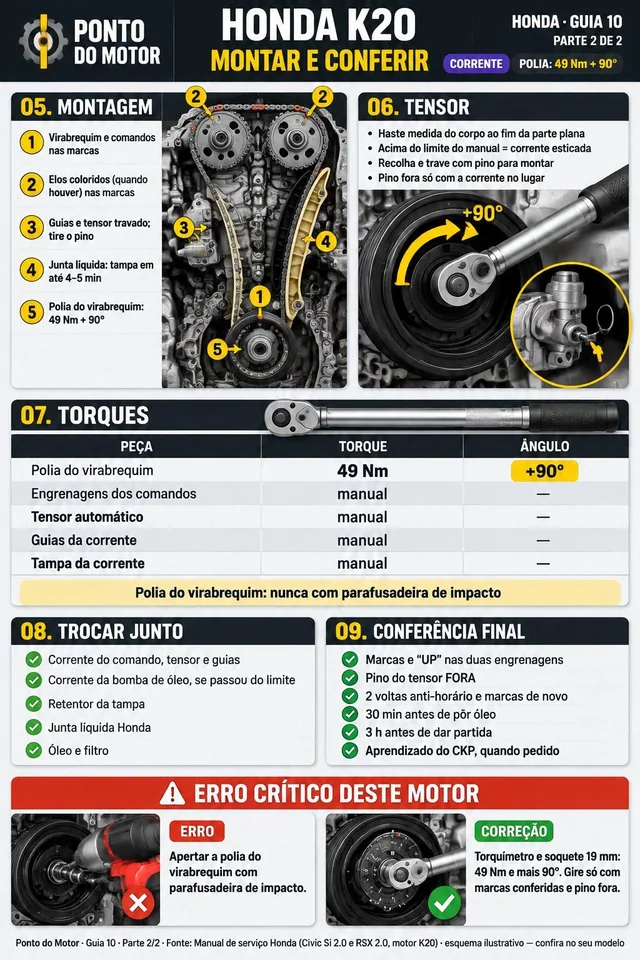 PONTO
DO MOTOR
HONDA K20
MONTAR E CONFERIR
HONDA · GUIA 10
PARTE 2 DE 2
CORRENTE
POLIA: 49 Nm + 90°
05. MONTAGEM
1 Virabrequim e comandos
nas marcas
2 Elos coloridos (quando
houver) nas marcas
3 Guias e tensor travado;
tire o pino
4 Junta líquida: tampa em
até 4–5 min
5 Polia do virabrequim:
49 Nm + 90°
2
2
3
4
1
5
06. TENSOR
• Haste medida do corpo ao fim da parte plana
• Acima do limite do manual = corrente esticada
• Recolha e trave com pino para montar
• Pino fora só com a corrente no lugar
+90°
07. TORQUES
PEÇA TORQUE ÂNGULO
Polia do virabrequim 49 Nm +90°
Engrenagens dos comandos manual —
Tensor automático manual —
Guias da corrente manual —
Tampa da corrente manual —
Polia do virabrequim: nunca com parafusadeira de impacto
08. TROCAR JUNTO
Corrente do comando, tensor e guias
Corrente da bomba de óleo, se passou do limite
Retentor da tampa
Junta líquida Honda
Óleo e filtro
09. CONFERÊNCIA FINAL
Marcas e “UP” nas duas engrenagens
Pino do tensor FORA
2 voltas anti-horário e marcas de novo
30 min antes de pôr óleo
3 h antes de dar partida
Aprendizado do CKP, quando pedido
ERRO CRÍTICO DESTE MOTOR
ERRO
Apertar a polia do
virabrequim com
parafusadeira de impacto.
CORREÇÃO
Torquímetro e soquete 19 mm:
49 Nm e mais 90°. Gire só com
marcas conferidas e pino fora.
Ponto do Motor · Guia 10 · Parte 2/2 · Fonte: Manual de serviço Honda (Civic Si 2.0 e RSX 2.0, motor K20) · esquema ilustrativo — confira no seu modelo